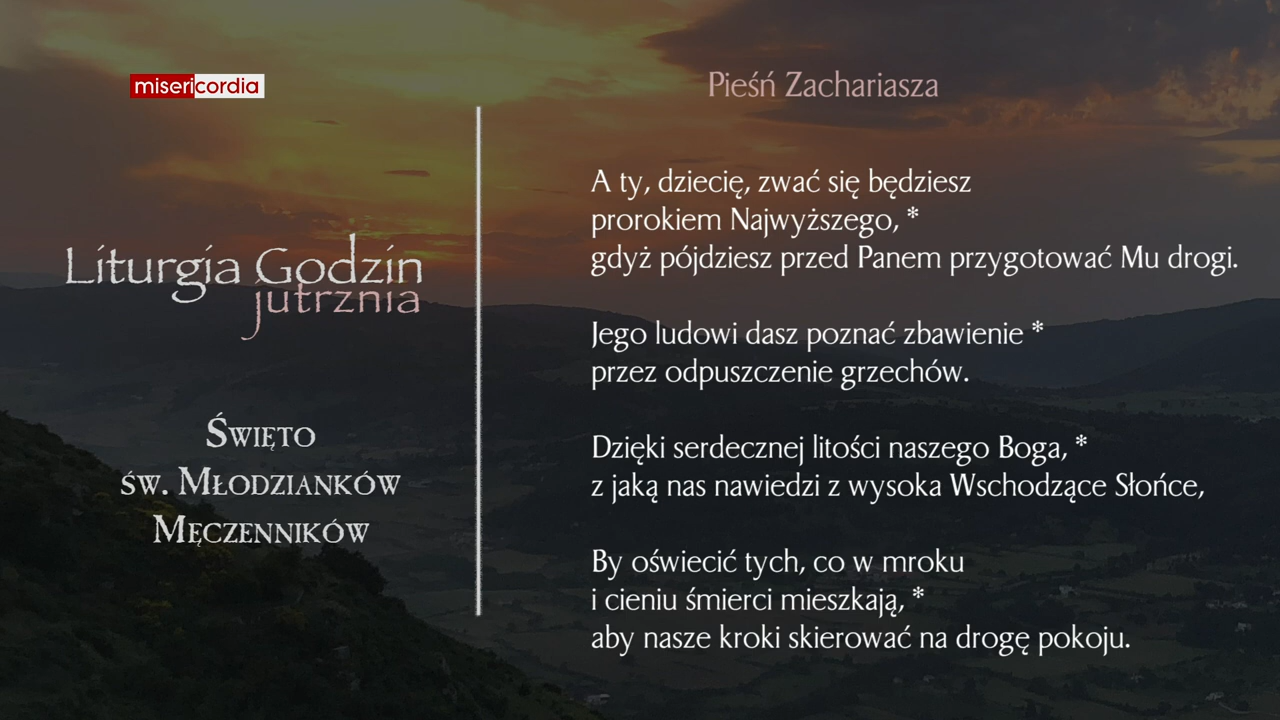 misericordia
Liturgia Godzin
jutrznia
Święto
św. Młodzianków
Męczenników
Pieśń Zachariasza
A ty, dziecię, zwać się będziesz
prorokiem Najwyższego, *
gdyż pójdziesz przed Panem przygotować Mu drogi.
Jego ludowi dasz poznać zbawienie *
przez odpuszczenie grzechów.
Dzięki serdecznej litości naszego Boga, *
z jaką nas nawiedzi z wysoka Wschodzące Słońce,
By oświecić tych, co w mroku
i cieniu śmierci mieszkają, *
aby nasze kroki skierować na drogę pokoju.